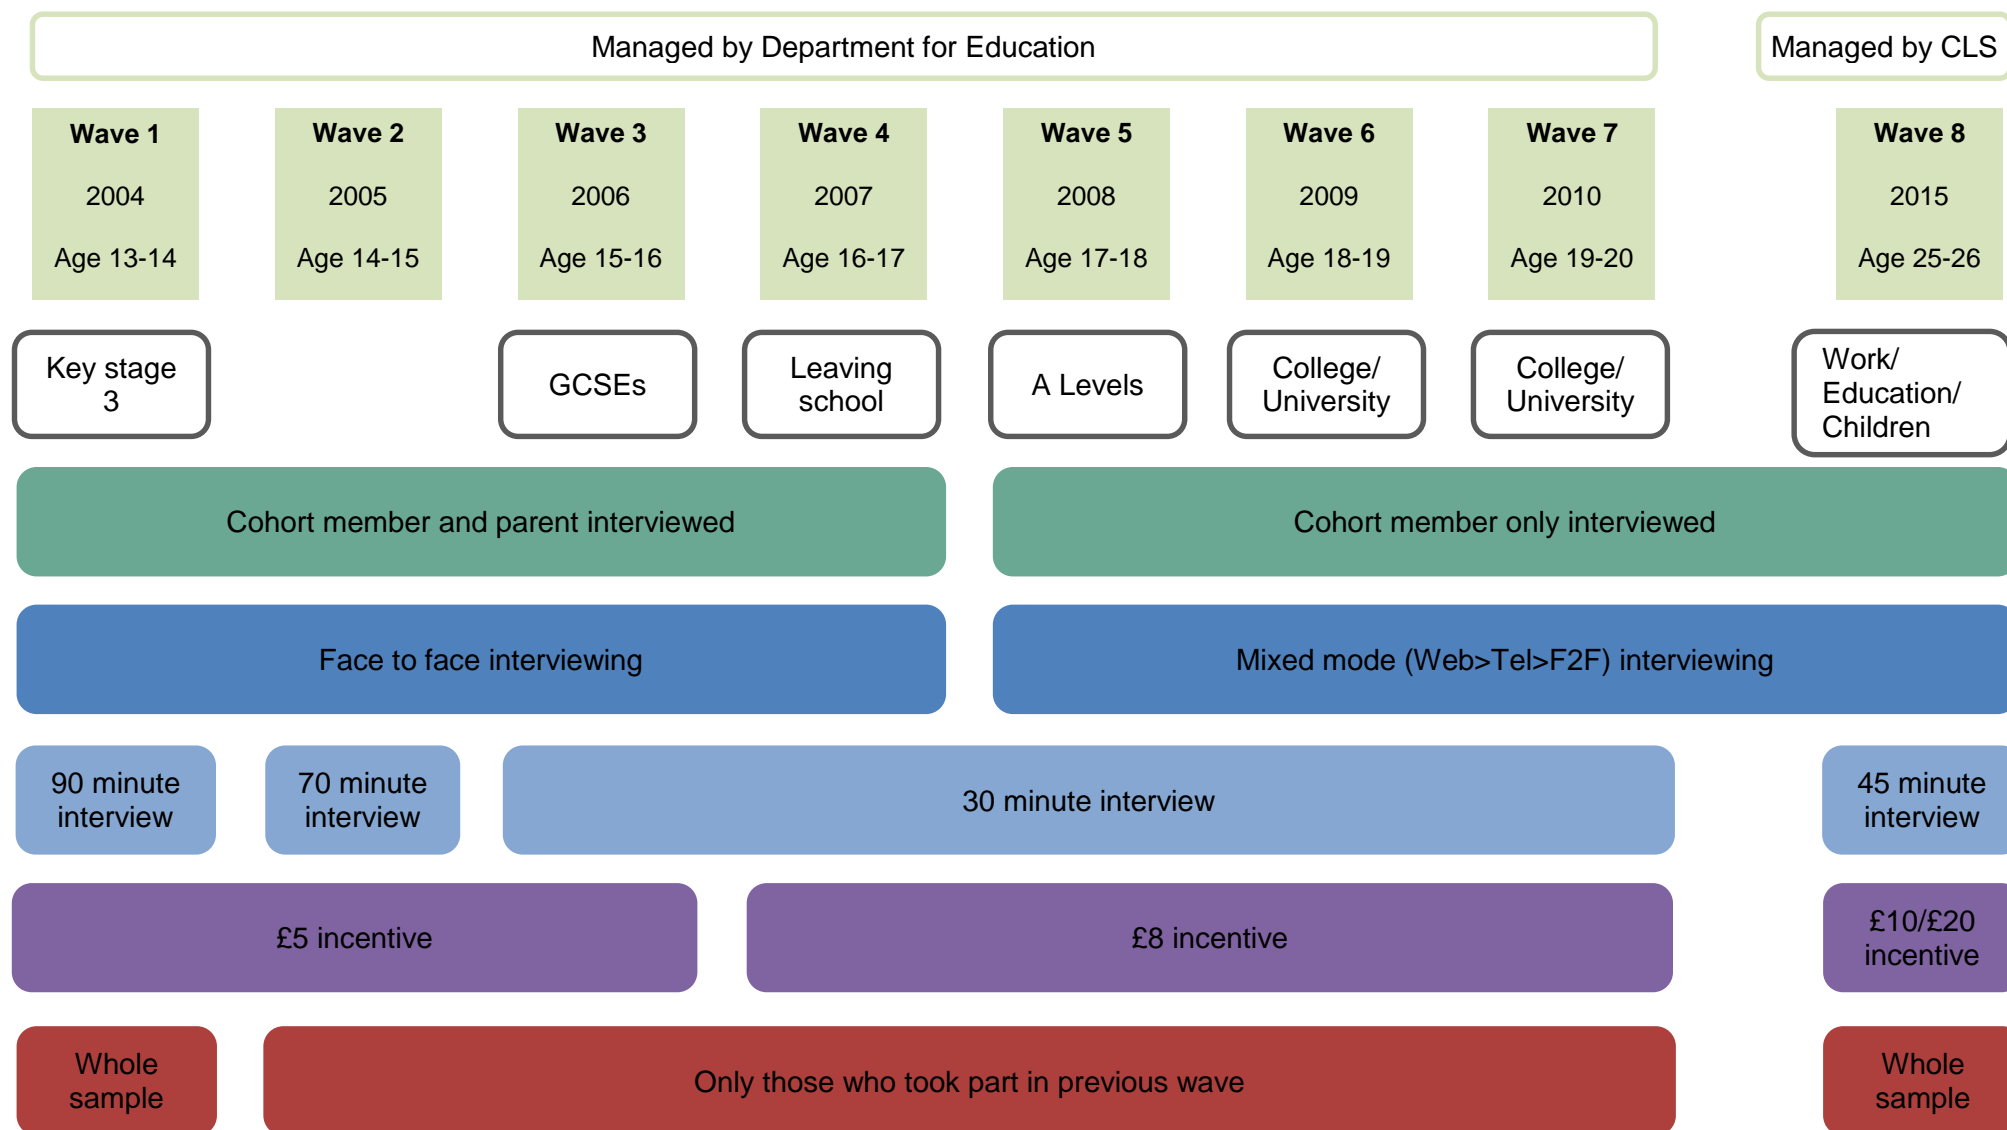 Managed by Department for Education
Managed by CLS
Wave 1
2004
Age 13-14
Wave 2
2005
Age 14-15
Wave 3
2006
Age 15-16
Wave 4
2007
Age 16-17
Wave 5
2008
Age 17-18
Wave 6
2009
Age 18-19
Wave 7
2010
Age 19-20
Wave 8
2015
Age 25-26
Key stage
3
GCSEs
Leaving
school
A Levels
College/
University
College/
University
Work/
Education/
Children
Cohort member and parent interviewed
Cohort member only interviewed
Face to face interviewing
Mixed mode (Web>Tel>F2F) interviewing
90 minute
interview
70 minute
interview
30 minute interview
45 minute
interview
£5 incentive
£8 incentive
£10/£20
incentive
Whole
sample
Only those who took part in previous wave
Whole
sample